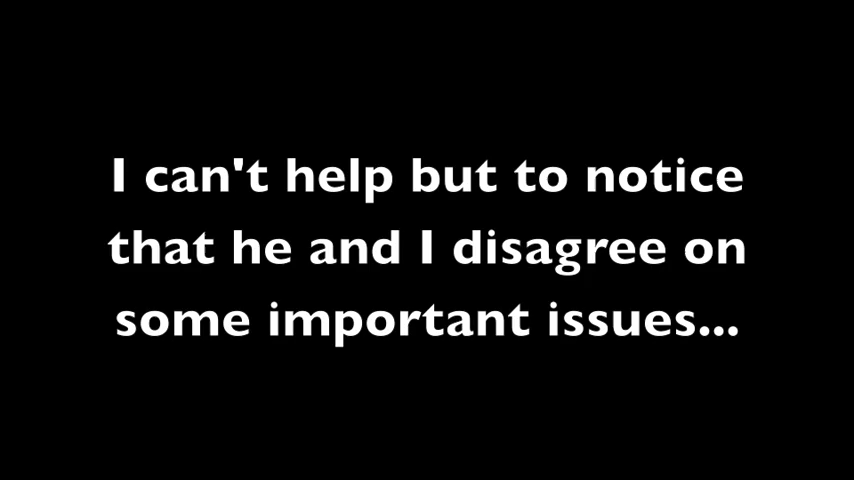 I can't help but to notice
that he and I disagree on
some important issues...